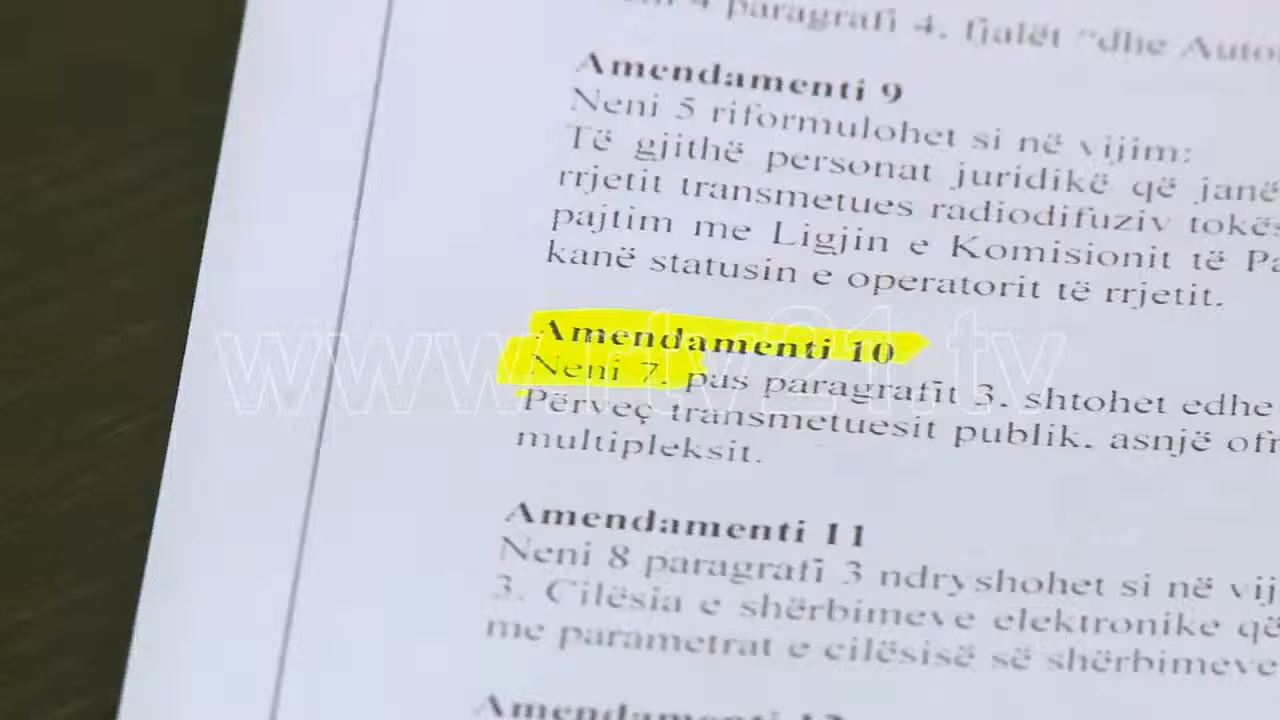 4 paragrafi 4, fjalët “dhe
Amendamenti 9
Neni 5 riformulohet si në vijim:
Të gjithë personat juridikë që janë
rrjetit transmetues radiodifuziv tokës
pajtim me Ligjin e Komisionit të Pa
kanë statusin e operatorit të rrjetit.
Amendamenti 10
Neni 7, pas paragrafit 3, shtohet edhe
Përveç transmetuesit publik, asnjë
multipleksit.
www.rtv21.tv
Amendamenti 11
Neni 8 paragrafi 3 ndryshohet si në vij
3. Cilësia e shërbimeve elektronike që
me parametrat e cilësisë së shërbimeve
Amendamenti